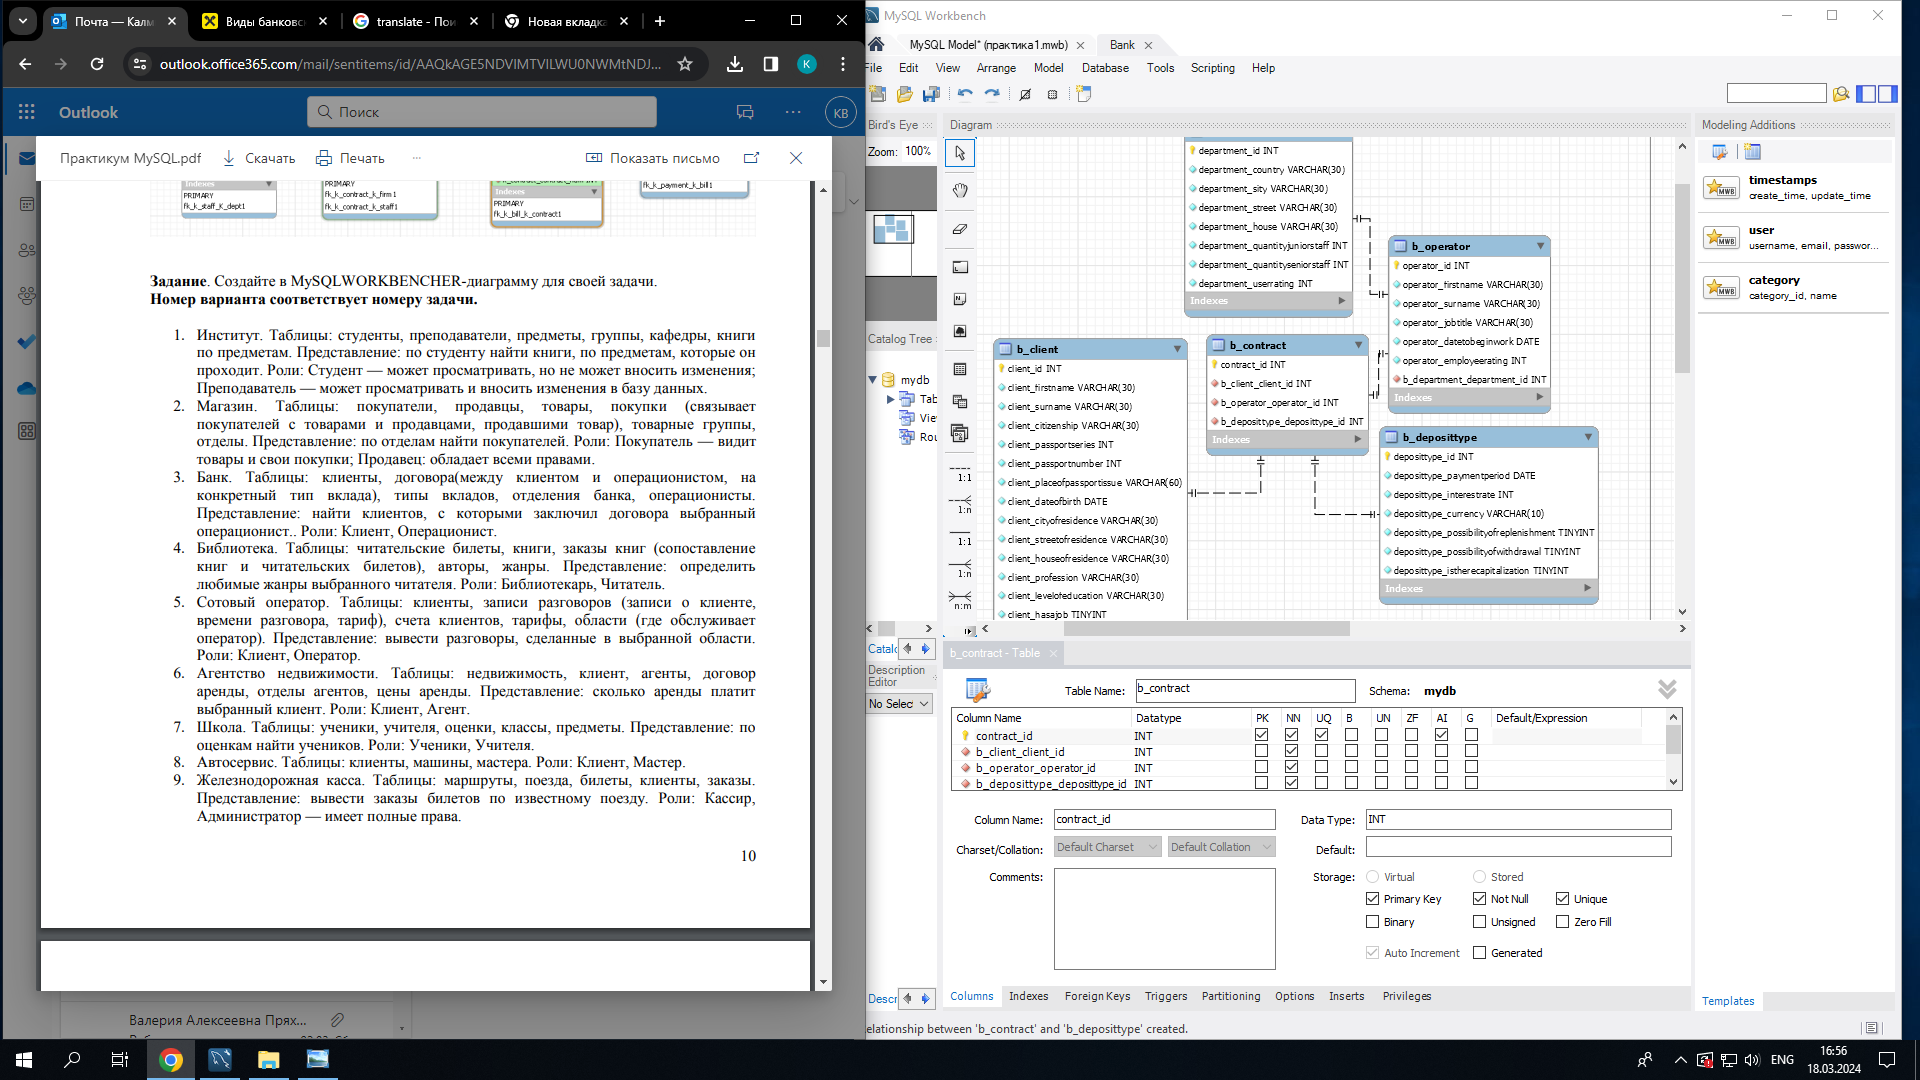 Почта — Калм
Виды банковс
translate - Пои
Новая вкладка
outlook.office365.com/mail/sentitems/id/AAQkAGE5NDVlMTVlLWU0NWMtNDJ...
K
Outlook
Поиск
КВ
Практикум MySQL.pdf
Скачать
Печать
Показать письмо
Indexes
PRIMARY
fk_k_staff_K_dept1
PRIMARY
fk_k_contract_k_firm1
fk_k_contract_k_staff1
Indexes
PRIMARY
fk_k_bill_k_contract1
fk_k_payment_k_bill1
Задание. Создайте в MySQLWORKBENCHER-диаграмму для своей задачи.
Номер варианта соответствует номеру задачи.
1. Институт. Таблицы: студенты, преподаватели, предметы, группы, кафедры, книги
по предметам. Представление: по студенту найти книги, по предметам, которые он
проходит. Роли: Студент — может просматривать, но не может вносить изменения;
Преподаватель — может просматривать и вносить изменения в базу данных.
2. Магазин. Таблицы: покупатели, продавцы, товары, покупки (связывает
покупателей с товарами и продавцами, продавшими товар), товарные группы,
отделы. Представление: по отделам найти покупателей. Роли: Покупатель — видит
товары и свои покупки; Продавец: обладает всеми правами.
3. Банк. Таблицы: клиенты, договора(между клиентом и операционистом, на
конкретный тип вклада), типы вкладов, отделения банка, операционисты.
Представление: найти клиентов, с которыми заключил договора выбранный
операционист.. Роли: Клиент, Операционист.
4. Библиотека. Таблицы: читательские билеты, книги, заказы книг (сопоставление
книг и читательских билетов), авторы, жанры. Представление: определить
любимые жанры выбранного читателя. Роли: Библиотекарь, Читатель.
5. Сотовый оператор. Таблицы: клиенты, записи разговоров (записи о клиенте,
времени разговора, тариф), счета клиентов, тарифы, области (где обслуживает
оператор). Представление: вывести разговоры, сделанные в выбранной области.
Роли: Клиент, Оператор.
6. Агентство недвижимости. Таблицы: недвижимость, клиент, агенты, договор
аренды, отделы агентов, цены аренды. Представление: сколько аренды платит
выбранный клиент. Роли: Клиент, Агент.
7. Школа. Таблицы: ученики, учителя, оценки, классы, предметы. Представление: по
оценкам найти учеников. Роли: Ученики, Учителя.
8. Автосервис. Таблицы: клиенты, машины, мастера. Роли: Клиент, Мастер.
9. Железнодорожная касса. Таблицы: маршруты, поезда, билеты, клиенты, заказы.
Представление: вывести заказы билетов по известному поезду. Роли: Кассир,
Администратор — имеет полные права.
10
Валерия Алексеевна Прях...
MySQL Workbench
MySQL Model* (практика1.mwb)
Bank
File Edit View Arrange Model Database Tools Scripting Help
Bird's Eye
Zoom: 100%
Diagram
Modeling Additions
timestamps
create_time, update_time
user
username, email, passwor...
category
category_id, name
Catalog Tree
mydb
Tab
Vie
Rou
1:1
1:n
1:1
1:n
n:m
department_id INT
department_country VARCHAR(30)
department_sity VARCHAR(30)
department_street VARCHAR(30)
department_house VARCHAR(30)
department_quantityjuniorstaff INT
department_quantityseniorstaff INT
department_userrating INT
Indexes
b_operator
operator_id INT
operator_firstname VARCHAR(30)
operator_surname VARCHAR(30)
operator_jobtitle VARCHAR(30)
operator_datetobeginwork DATE
operator_employeerating INT
b_department_department_id INT
Indexes
b_client
client_id INT
client_firstname VARCHAR(30)
client_surname VARCHAR(30)
client_citizenship VARCHAR(30)
client_passportseries INT
client_passportnumber INT
client_placeofpassportissue VARCHAR(60)
client_dateofbirth DATE
client_cityofresidence VARCHAR(30)
client_streetofresidence VARCHAR(30)
client_houseofresidence VARCHAR(30)
client_profession VARCHAR(30)
client_levelofeducation VARCHAR(30)
client_hasajob TINYINT
b_contract
contract_id INT
b_client_client_id INT
b_operator_operator_id INT
b_deposittype_deposittype_id INT
Indexes
b_deposittype
deposittype_id INT
deposittype_paymentperiod DATE
deposittype_interestrate INT
deposittype_currency VARCHAR(10)
deposittype_possibilityofreplenishment TINYINT
deposittype_possibilityofwithdrawal TINYINT
deposittype_istherecapitalization TINYINT
Indexes
Catalo
Description
Editor
No Select
Descr
b_contract - Table
Table Name: b_contract Schema: mydb
Column Name Datatype PK NN UQ B UN ZF AI G Default/Expression
contract_id INT
b_client_client_id INT
b_operator_operator_id INT
b_deposittype_deposittype_id INT
Column Name: contract_id Data Type: INT
Charset/Collation: Default Charset Default Collation Default:
Comments: Storage: Virtual Stored
Primary Key Not Null Unique
Binary Unsigned Zero Fill
Auto Increment Generated
Columns Indexes Foreign Keys Triggers Partitioning Options Inserts Privileges
Templates
elationship between 'b_contract' and 'b_deposittype' created.
ENG
16:56
18.03.2024